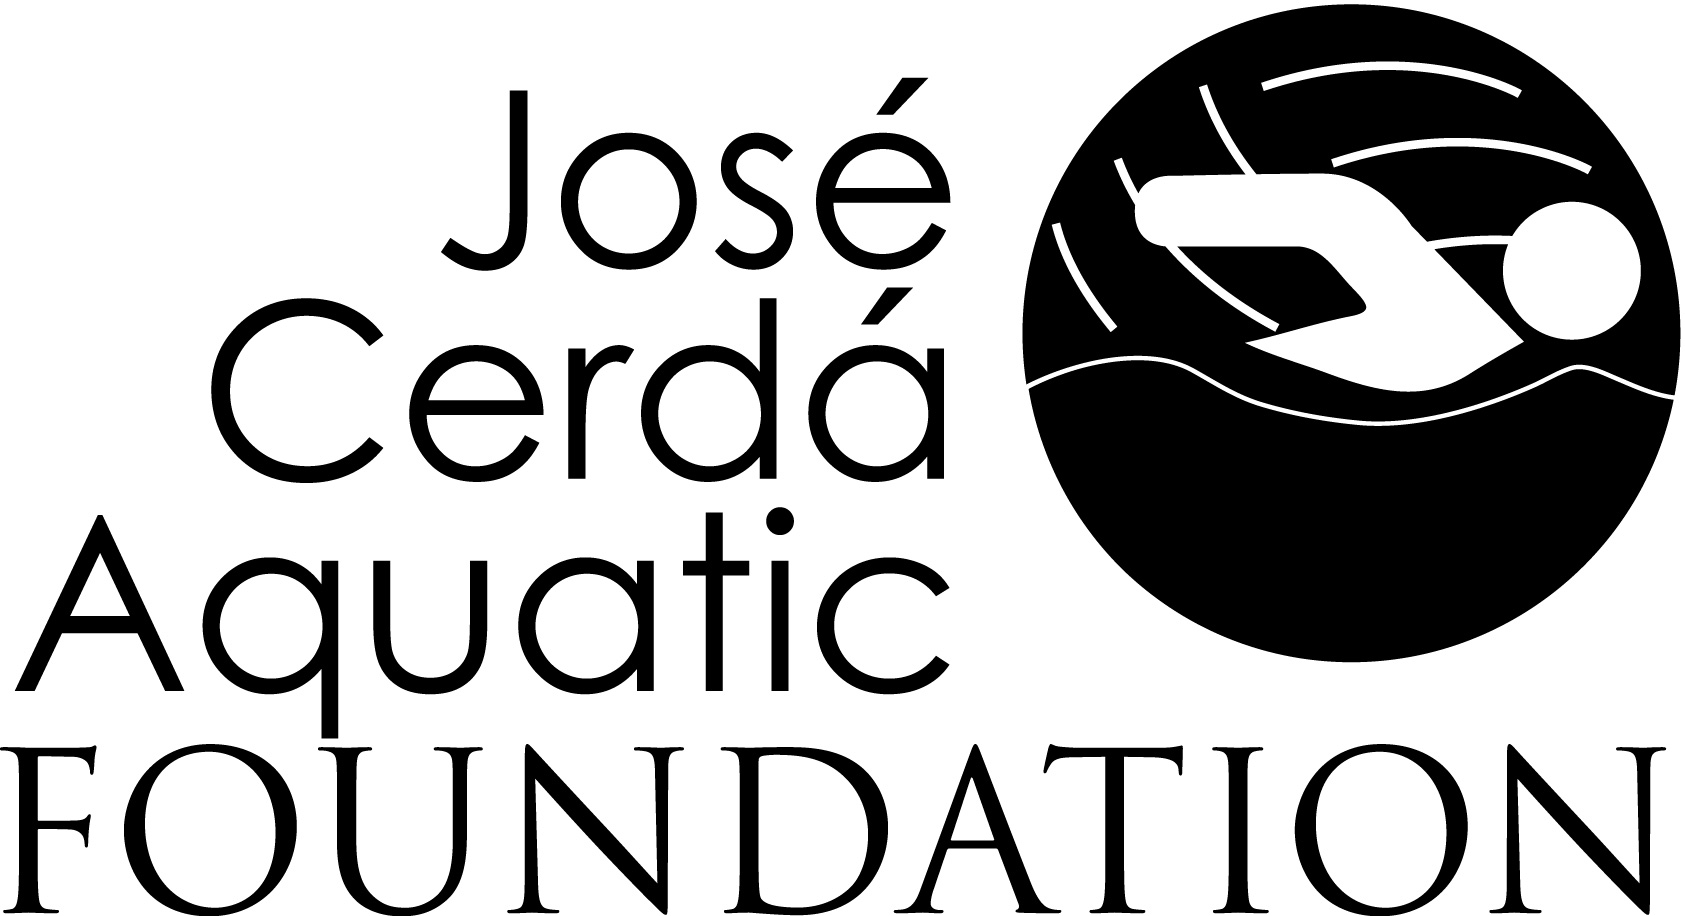 José
Cerdá
Aquatic
FOUNDATION